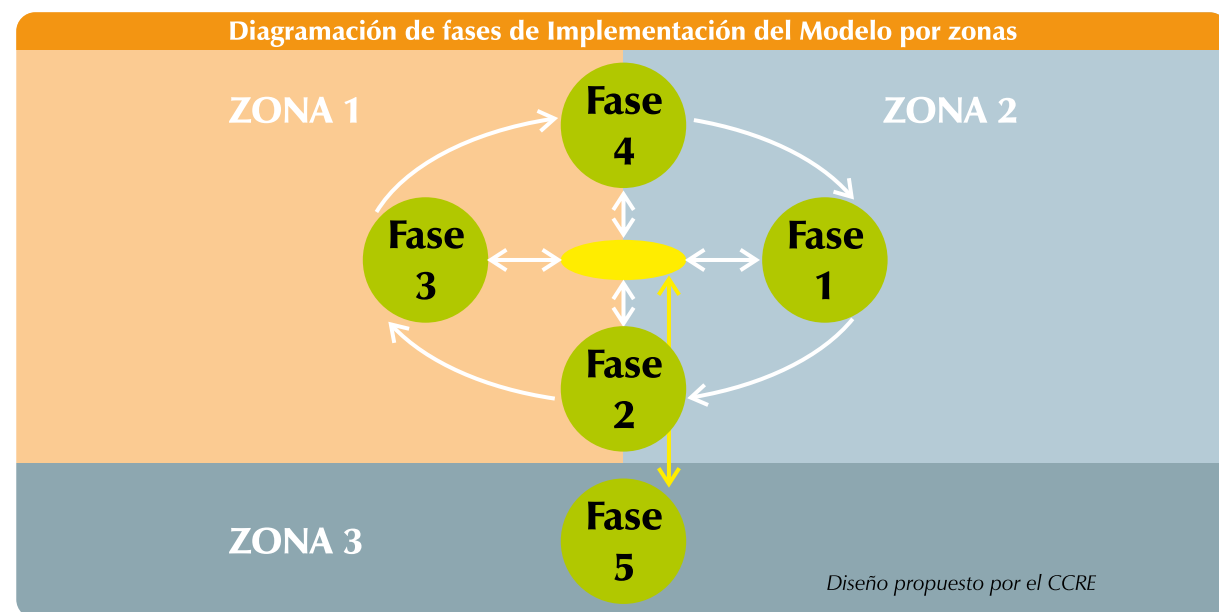 Diagramación de fases de Implementación del Modelo por zonas
ZONA 1
ZONA 2
Fase
4
Fase
3
Fase
1
Fase
2
ZONA 3
Fase
5
Diseño propuesto por el CCRE